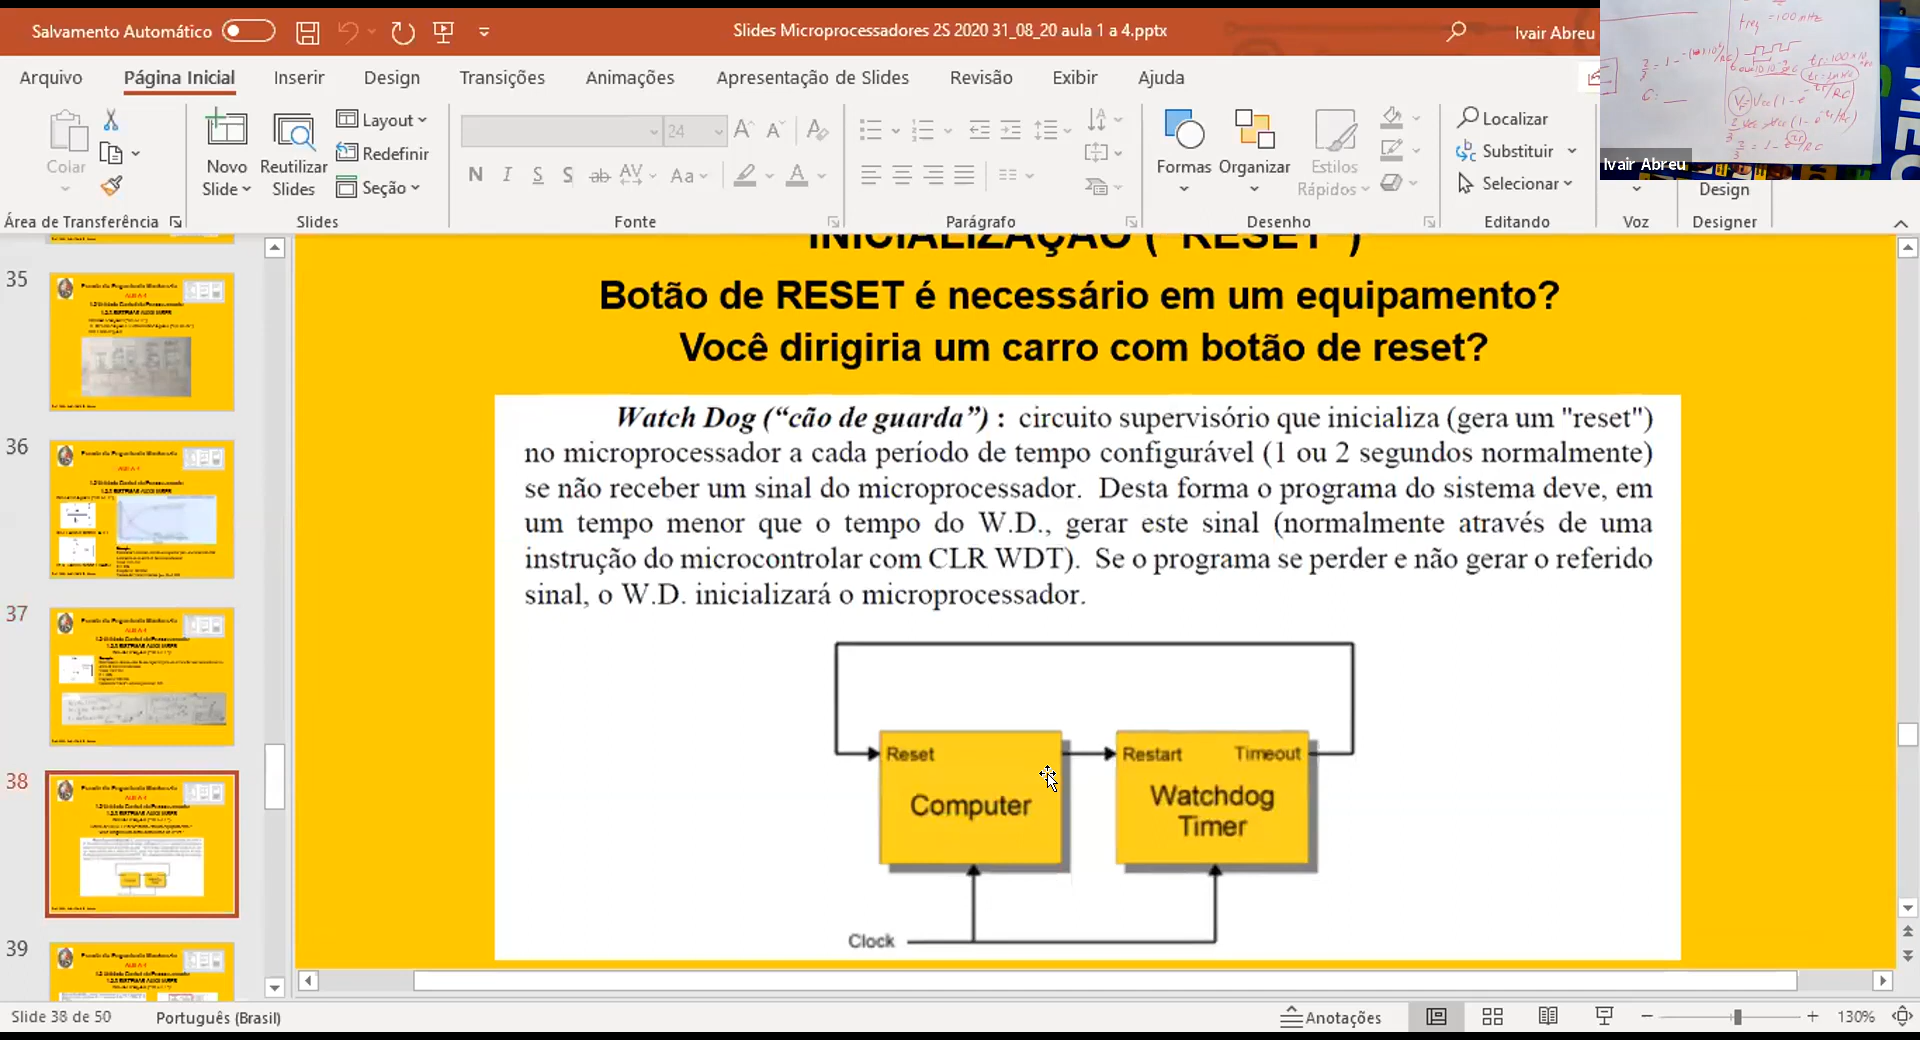 Salvamento Automático
Slides Microprocessadores 2S 2020 31_08_20 aula 1 a 4.pptx
Ivair Abreu
Arquivo
Página Inicial
Inserir
Design
Transições
Animações
Apresentação de Slides
Revisão
Exibir
Ajuda
Colar
Novo
Slide
Reutilizar
Slides
Layout
Redefinir
Seção
24
N I S S ab AV Aa
Formas
Organizar
Estilos
Rápidos
Localizar
Substituir
Selecionar
Ivair Abreu
Design
Área de Transferência
Slides
Fonte
Parágrafo
Desenho
Editando
Voz
Designer
35
36
37
38
39
INICIALIZAÇÃO ("RESET")
Botão de RESET é necessário em um equipamento?
Você dirigiria um carro com botão de reset?
Watch Dog (“cão de guarda”) : circuito supervisório que inicializa (gera um "reset")
no microprocessador a cada período de tempo configurável (1 ou 2 segundos normalmente)
se não receber um sinal do microprocessador. Desta forma o programa do sistema deve, em
um tempo menor que o tempo do W.D., gerar este sinal (normalmente através de uma
instrução do microcontrolar com CLR WDT). Se o programa se perder e não gerar o referido
sinal, o W.D. inicializará o microprocessador.
Reset
Computer
Restart
Timeout
Watchdog
Timer
Clock
Slide 38 de 50
Português (Brasil)
Anotações
130%